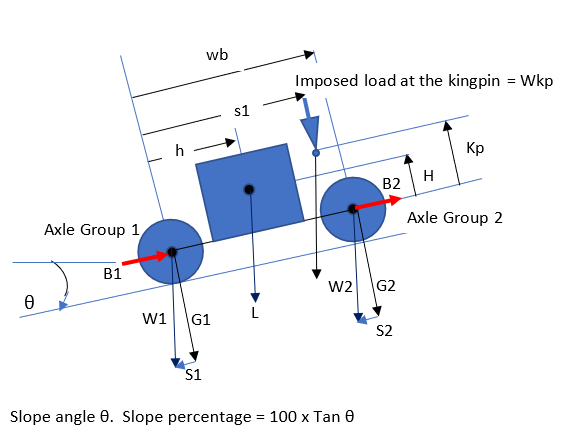 wb
Imposed load at the kingpin = Wkp
s1
h
Kp
H
B2
Axle Group 2
Axle Group 1
B1
θ
W1
G1
L
W2
G2
S2
S1
Slope angle θ. Slope percentage = 100 x Tan θ